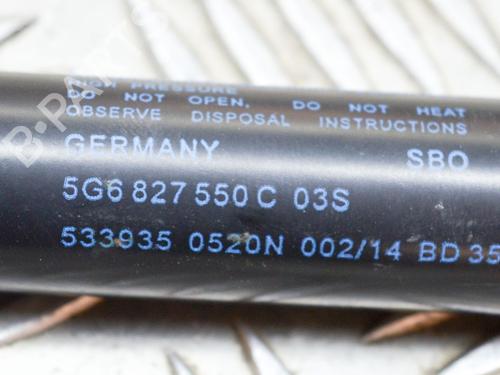 HIGH PRESSURE
DO NOT OPEN, DO NOT HEAT
OBSERVE DISPOSAL INSTRUCTIONS
GERMANY SBO
5G6 827 550 C 03S
533935 0520N 002/14 BD 35
B-PARTS